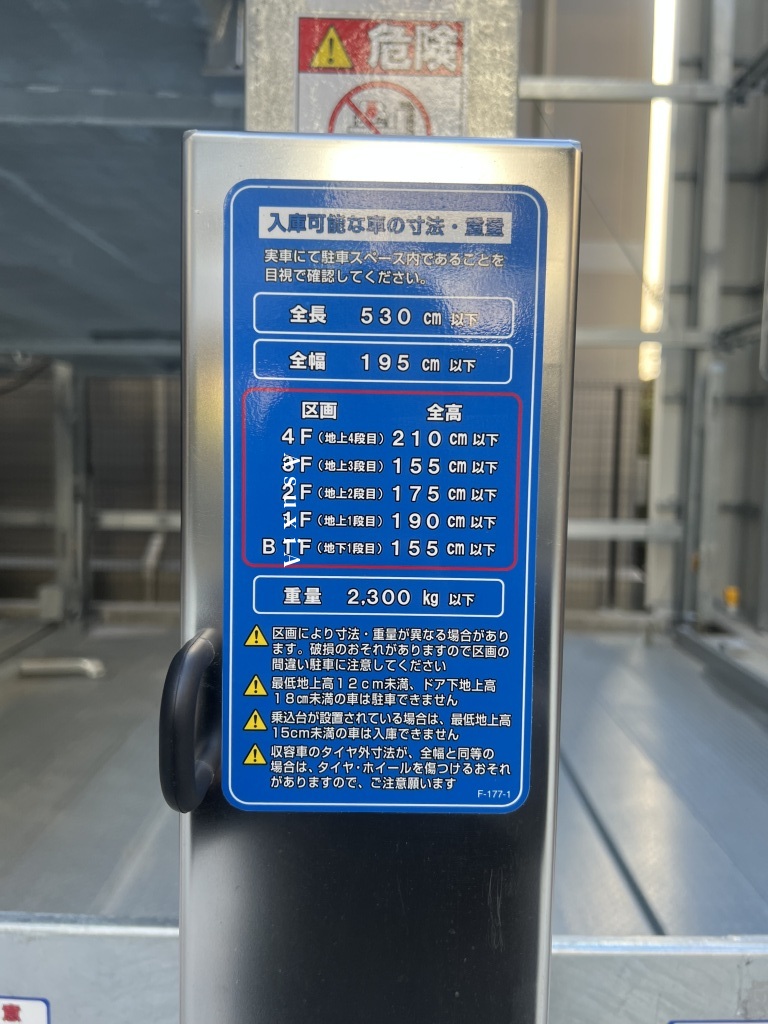 危険
入庫可能な車の寸法・重量
実車にて駐車スペース内であることを
目視で確認してください。
全長 530 cm 以下
全幅 195 cm 以下
区画 全高
4F(地上4段目) 210 cm 以下
3F(地上3段目) 155 cm 以下
2F(地上2段目) 175 cm 以下
1F(地上1段目) 190 cm 以下
B1F(地下1段目) 155 cm 以下
重量 2,300 kg 以下
区画により寸法・重量が異なる場合があり
ます。破損のおそれがありますので区画の
間違い駐車に注意してください
最低地上高12cm未満、ドア下地上高
18cm未満の車は駐車できません
乗込台が設置されている場合は、最低地上高
15cm未満の車は入庫できません
収容車のタイヤ外寸法が、全幅と同等の
場合は、タイヤ・ホイールを傷つけるおそれ
がありますので、ご注意願います
F-177-1